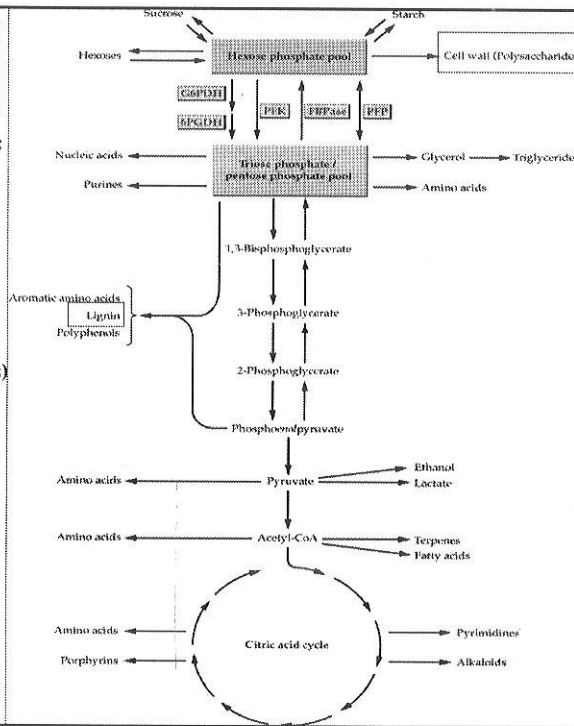 Sucrose
Starch
Hexoses
Hexose phosphate pool
Cell wall (Polysaccharide
G6PDH
PFK
FBPase
PFP
6PGDH
Nucleic acids
Triose phosphate /
pentose phosphate pool
Glycerol
Triglyceride
Purines
Amino acids
1,3-Bisphosphoglycerate
Aromatic amino acids
Lignin
Polyphenols
3-Phosphoglycerate
2-Phosphoglycerate
Phosphoenolpyruvate
Amino acids
Pyruvate
Ethanol
Lactate
Amino acids
Acetyl-CoA
Terpenes
Fatty acids
Amino acids
Citric acid cycle
Pyrimidines
Porphyrins
Alkaloids